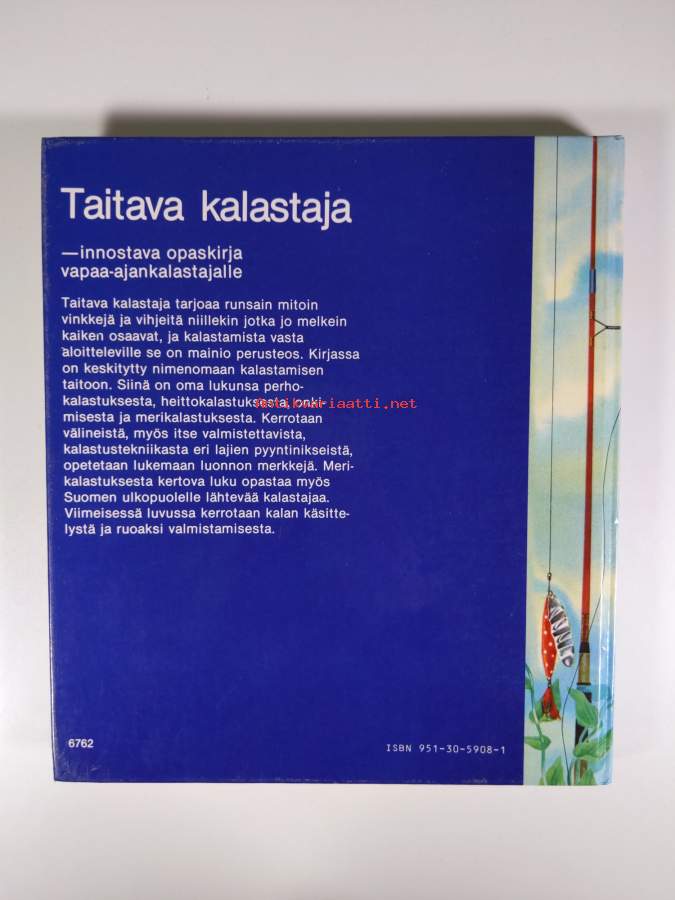 Taitava kalastaja
—innostava opaskirja
vapaa-ajankalastajalle
Taitava kalastaja tarjoaa runsain mitoin
vinkkejä ja vihjeitä niillekin jotka jo melkein
kaiken osaavat, ja kalastamista vasta
aloitteleville se on mainio perusteos. Kirjassa
on keskitytty nimenomaan kalastamisen
taitoon. Siinä on oma lukunsa perho-
kalastuksesta, heittokalastuksesta, onki-
Antikvariaatti.net
misesta ja merikalastuksesta. Kerrotaan
välineistä, myös itse valmistettavista,
kalastustekniikasta eri lajien pyyntinikseistä,
opetetaan lukemaan luonnon merkkejä. Meri-
kalastuksesta kertova luku opastaa myös
Suomen ulkopuolelle lähtevää kalastajaa.
Viimeisessä luvussa kerrotaan kalan käsitte-
lystä ja ruoaksi valmistamisesta.
6762
ISBN 951-30-5908-1